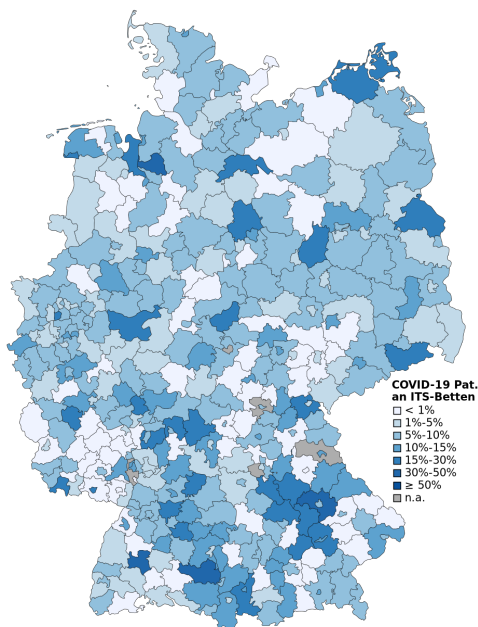 COVID-19 Pat.
an ITS-Betten
< 1%
1%-5%
5%-10%
10%-15%
15%-30%
30%-50%
≥ 50%
n.a.